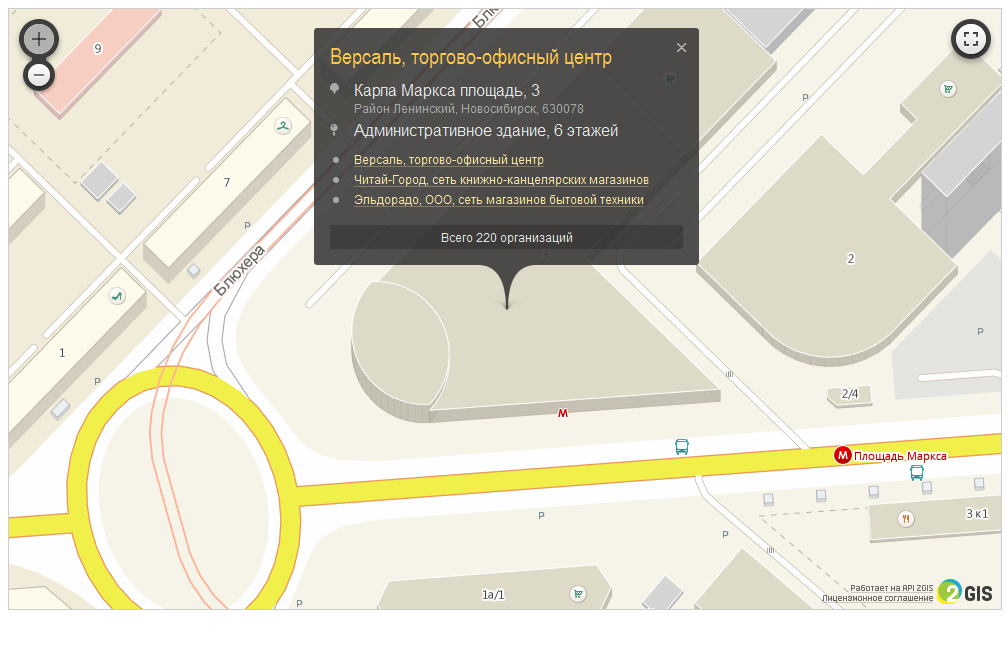 Блю
9
Версаль, торгово-офисный центр
Карла Маркса площадь, 3
Район Ленинский, Новосибирск, 630078
Административное здание, 6 этажей
Версаль, торгово-офисный центр
Читай-Город, сеть книжно-канцелярских магазинов
Эльдорадо, ООО, сеть магазинов бытовой техники
Всего 220 организаций
P
7
P
Блюхера
3
2
P
1
P
2/4
М
М Площадь Маркса
3 к1
P
P
1а/1
P
Работает на API 2GIS
Лицензионное соглашение
2GIS